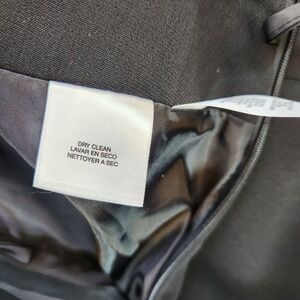 DRY CLEAN
LAVAR EN SECO
NETTOYER A SEC